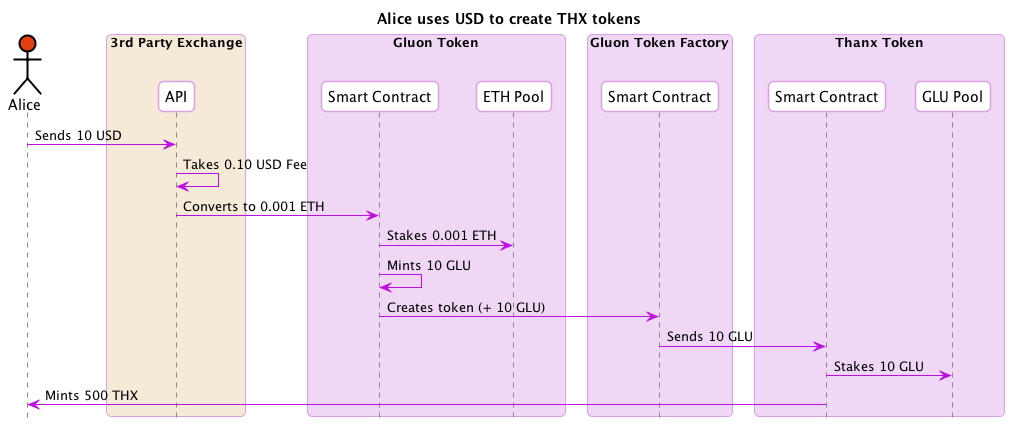 Alice uses USD to create THX tokens
3rd Party Exchange
Gluon Token
Gluon Token Factory
Thanx Token
Alice
API
Smart Contract
ETH Pool
Smart Contract
Smart Contract
GLU Pool
Sends 10 USD
Takes 0.10 USD Fee
Converts to 0.001 ETH
Stakes 0.001 ETH
Mints 10 GLU
Creates token (+ 10 GLU)
Sends 10 GLU
Stakes 10 GLU
Mints 500 THX